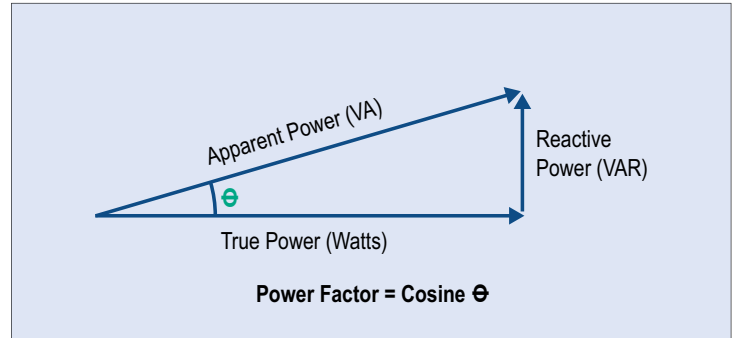 Apparent Power (VA)
Reactive
Power (VAR)
ϴ
True Power (Watts)
Power Factor = Cosine ϴ